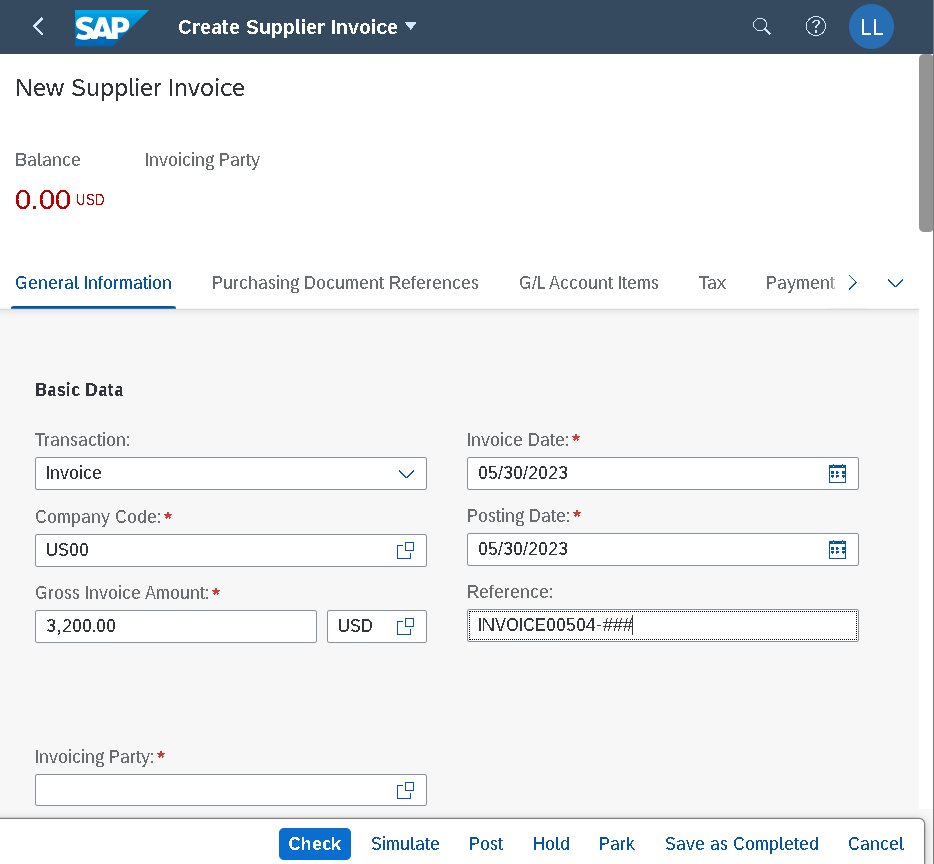 SAP Create Supplier Invoice LL
New Supplier Invoice
Balance Invoicing Party
0.00 USD
General Information Purchasing Document References G/L Account Items Tax Payment
Basic Data
Transaction: Invoice Date:*
Invoice 05/30/2023
Company Code:* Posting Date:*
US00 05/30/2023
Gross Invoice Amount:* Reference:
3,200.00 USD INVOICE00504-###
Invoicing Party:*
Check Simulate Post Hold Park Save as Completed Cancel